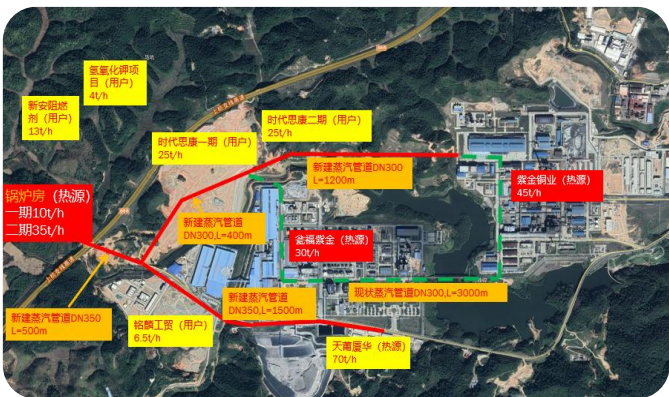 氨氧化钾项
目（用户）
4t/h
新安阻燃
剂（用户）
13t/h
时代思康二期（用户）
25t/h
时代思康一期（用户）
25t/h
新建蒸汽管道DN300
L=1200m
紫金铜业（热源）
45t/h
锅炉房（热源）
一期10t/h
二期35t/h
新建蒸汽管道
DN300,L=400m
瓮福紫金（热源）
30t/h
现状蒸汽管道DN300,L=3000m
新建蒸汽管道
DN350,L=1500m
新建蒸汽管道DN350
L=500m
铭麟工贸（用户）
6.5t/h
天甫厦华（热源）
70t/h